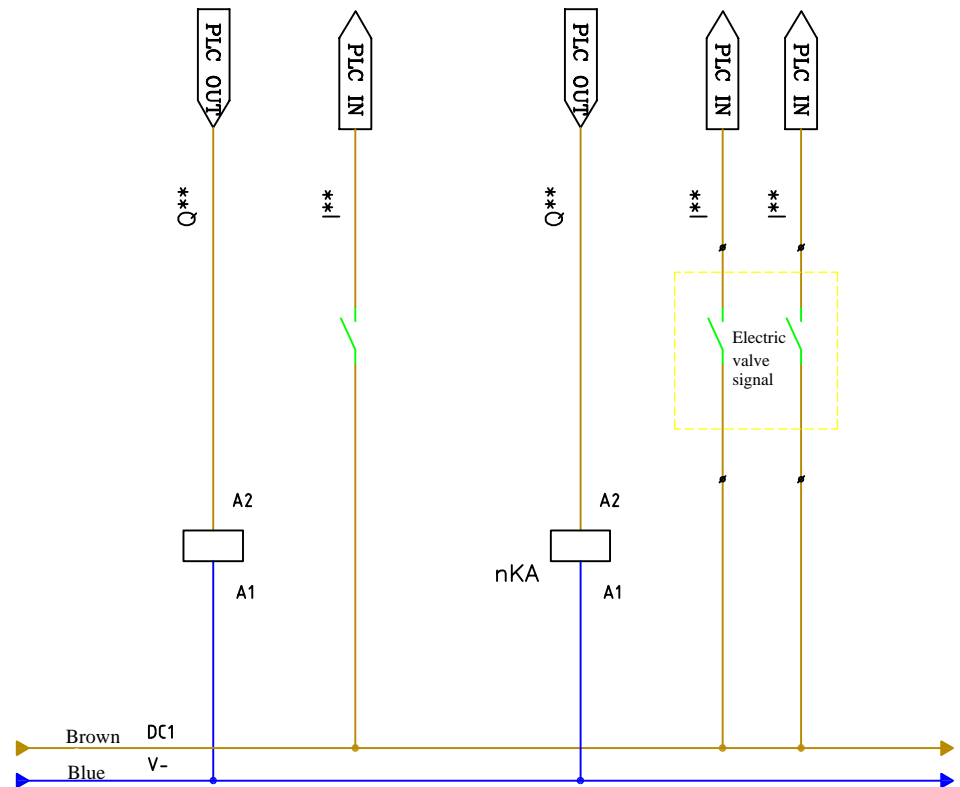 PLC OUT
PLC IN
PLC OUT
PLC IN
PLC IN
**Q
**I
**Q
**I
**I
Electric
valve
signal
A2
A2
nKA
A1
A1
Brown
DC1
Blue
V-